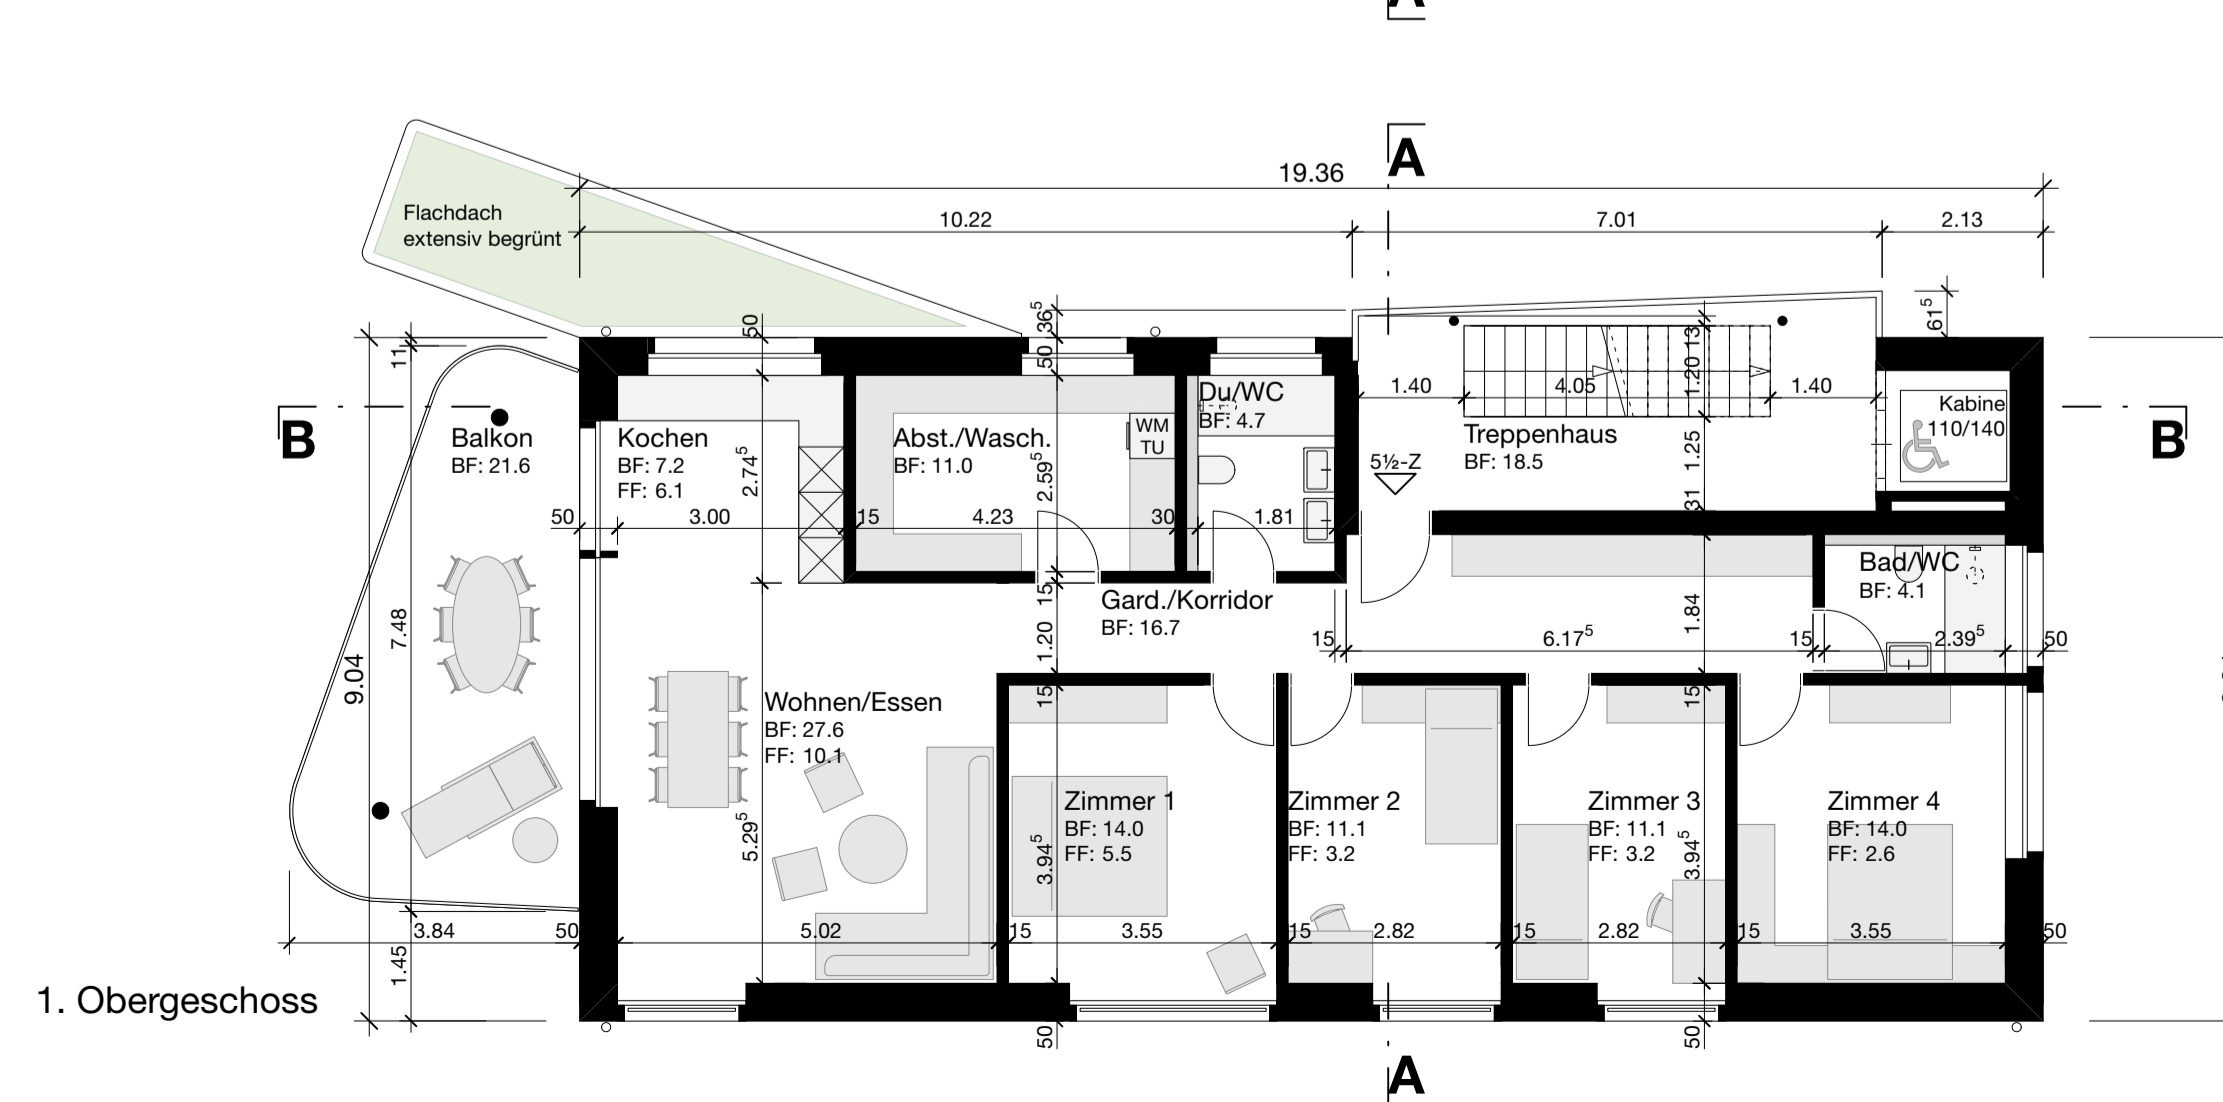 A
A
19.36
10.22
7.01
2.13
Flachdach
extensiv begrünt
50
36⁵
50
61⁵
11
13
1.20
1.40
4.05
1.40
B
Balkon
BF: 21.6
Kochen
BF: 7.2
FF: 6.1
2.74⁵
Abst./Wasch.
BF: 11.0
2.59⁵
WM
TU
Du/WC
BF: 4.7
5½-Z
Treppenhaus
BF: 18.5
1.25
31
Kabine
110/140
B
50
3.00
15
4.23
30
1.81
15
1.20
Gard./Korridor
BF: 16.7
15
6.17⁵
1.84
15
Bad/WC
BF: 4.1
2.39⁵
50
7.48
9.04
Wohnen/Essen
BF: 27.6
FF: 10.1
5.29⁵
15
15
Zimmer 1
BF: 14.0
FF: 5.5
3.94⁵
Zimmer 2
BF: 11.1
FF: 3.2
Zimmer 3
BF: 11.1
FF: 3.2
3.94⁵
Zimmer 4
BF: 14.0
FF: 2.6
3.84
50
5.02
15
3.55
15
2.82
15
2.82
15
3.55
50
1.45
1. Obergeschoss
50
50
A